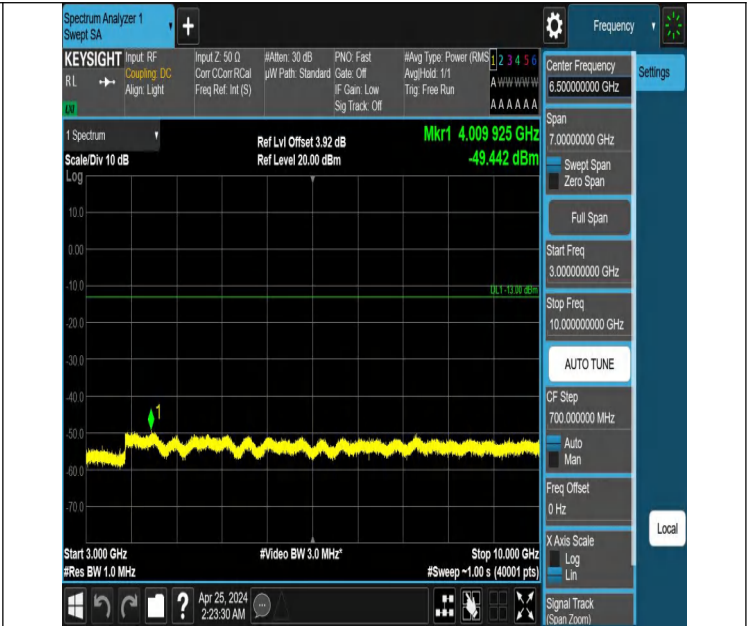 Spectrum Analyzer 1
Swept SA
+
Frequency
KEYSIGHT
RL
Input: RF
Coupling: DC
Align: Light
Input Z: 50 Ω
Corr CCorr RCal
Freq Ref: Int (S)
#Atten: 30 dB
µW Path: Standard
PNO: Fast
Gate: Off
IF Gain: Low
Sig Track: Off
#Avg Type: Power (RMS
Avg|Hold: 1/1
Trig: Free Run
1 2 3 4 5 6
A W W W W W
A A A A A A
1 Spectrum
Scale/Div 10 dB
Ref Lvl Offset 3.92 dB
Ref Level 20.00 dBm
Mkr1 4.009 925 GHz
-49.442 dBm
Log
10.0
0.00
-10.0
DL1 -13.00 dBm
-20.0
-30.0
-40.0
1
-50.0
-60.0
-70.0
Start 3.000 GHz
#Res BW 1.0 MHz
#Video BW 3.0 MHz*
Stop 10.000 GHz
#Sweep ~1.00 s (40001 pts)
Center Frequency
6.500000000 GHz
Settings
Span
7.00000000 GHz
Swept Span
Zero Span
Full Span
Start Freq
3.000000000 GHz
Stop Freq
10.000000000 GHz
AUTO TUNE
CF Step
700.000000 MHz
Auto
Man
Freq Offset
0 Hz
X Axis Scale
Log
Lin
Local
Signal Track
(Span Zoom)
?
Apr 25, 2024
2:23:30 AM